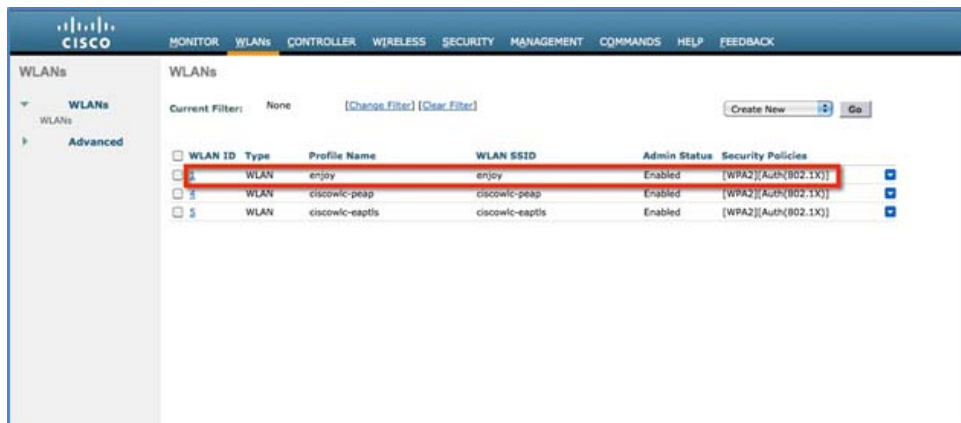 CISCO
MONITOR WLANs CONTROLLER WIRELESS SECURITY MANAGEMENT COMMANDS HELP FEEDBACK
WLANs
WLANs
WLANs
Advanced
WLANs
Current Filter: None [Change Filter] [Clear Filter]
Create New Go
WLAN ID Type Profile Name WLAN SSID Admin Status Security Policies
1 WLAN enjoy enjoy Enabled [WPA2][Auth(802.1X)]
4 WLAN ciscowlc-peap ciscowlc-peap Enabled [WPA2][Auth(802.1X)]
5 WLAN ciscowlc-eaptls ciscowlc-eaptls Enabled [WPA2][Auth(802.1X)]